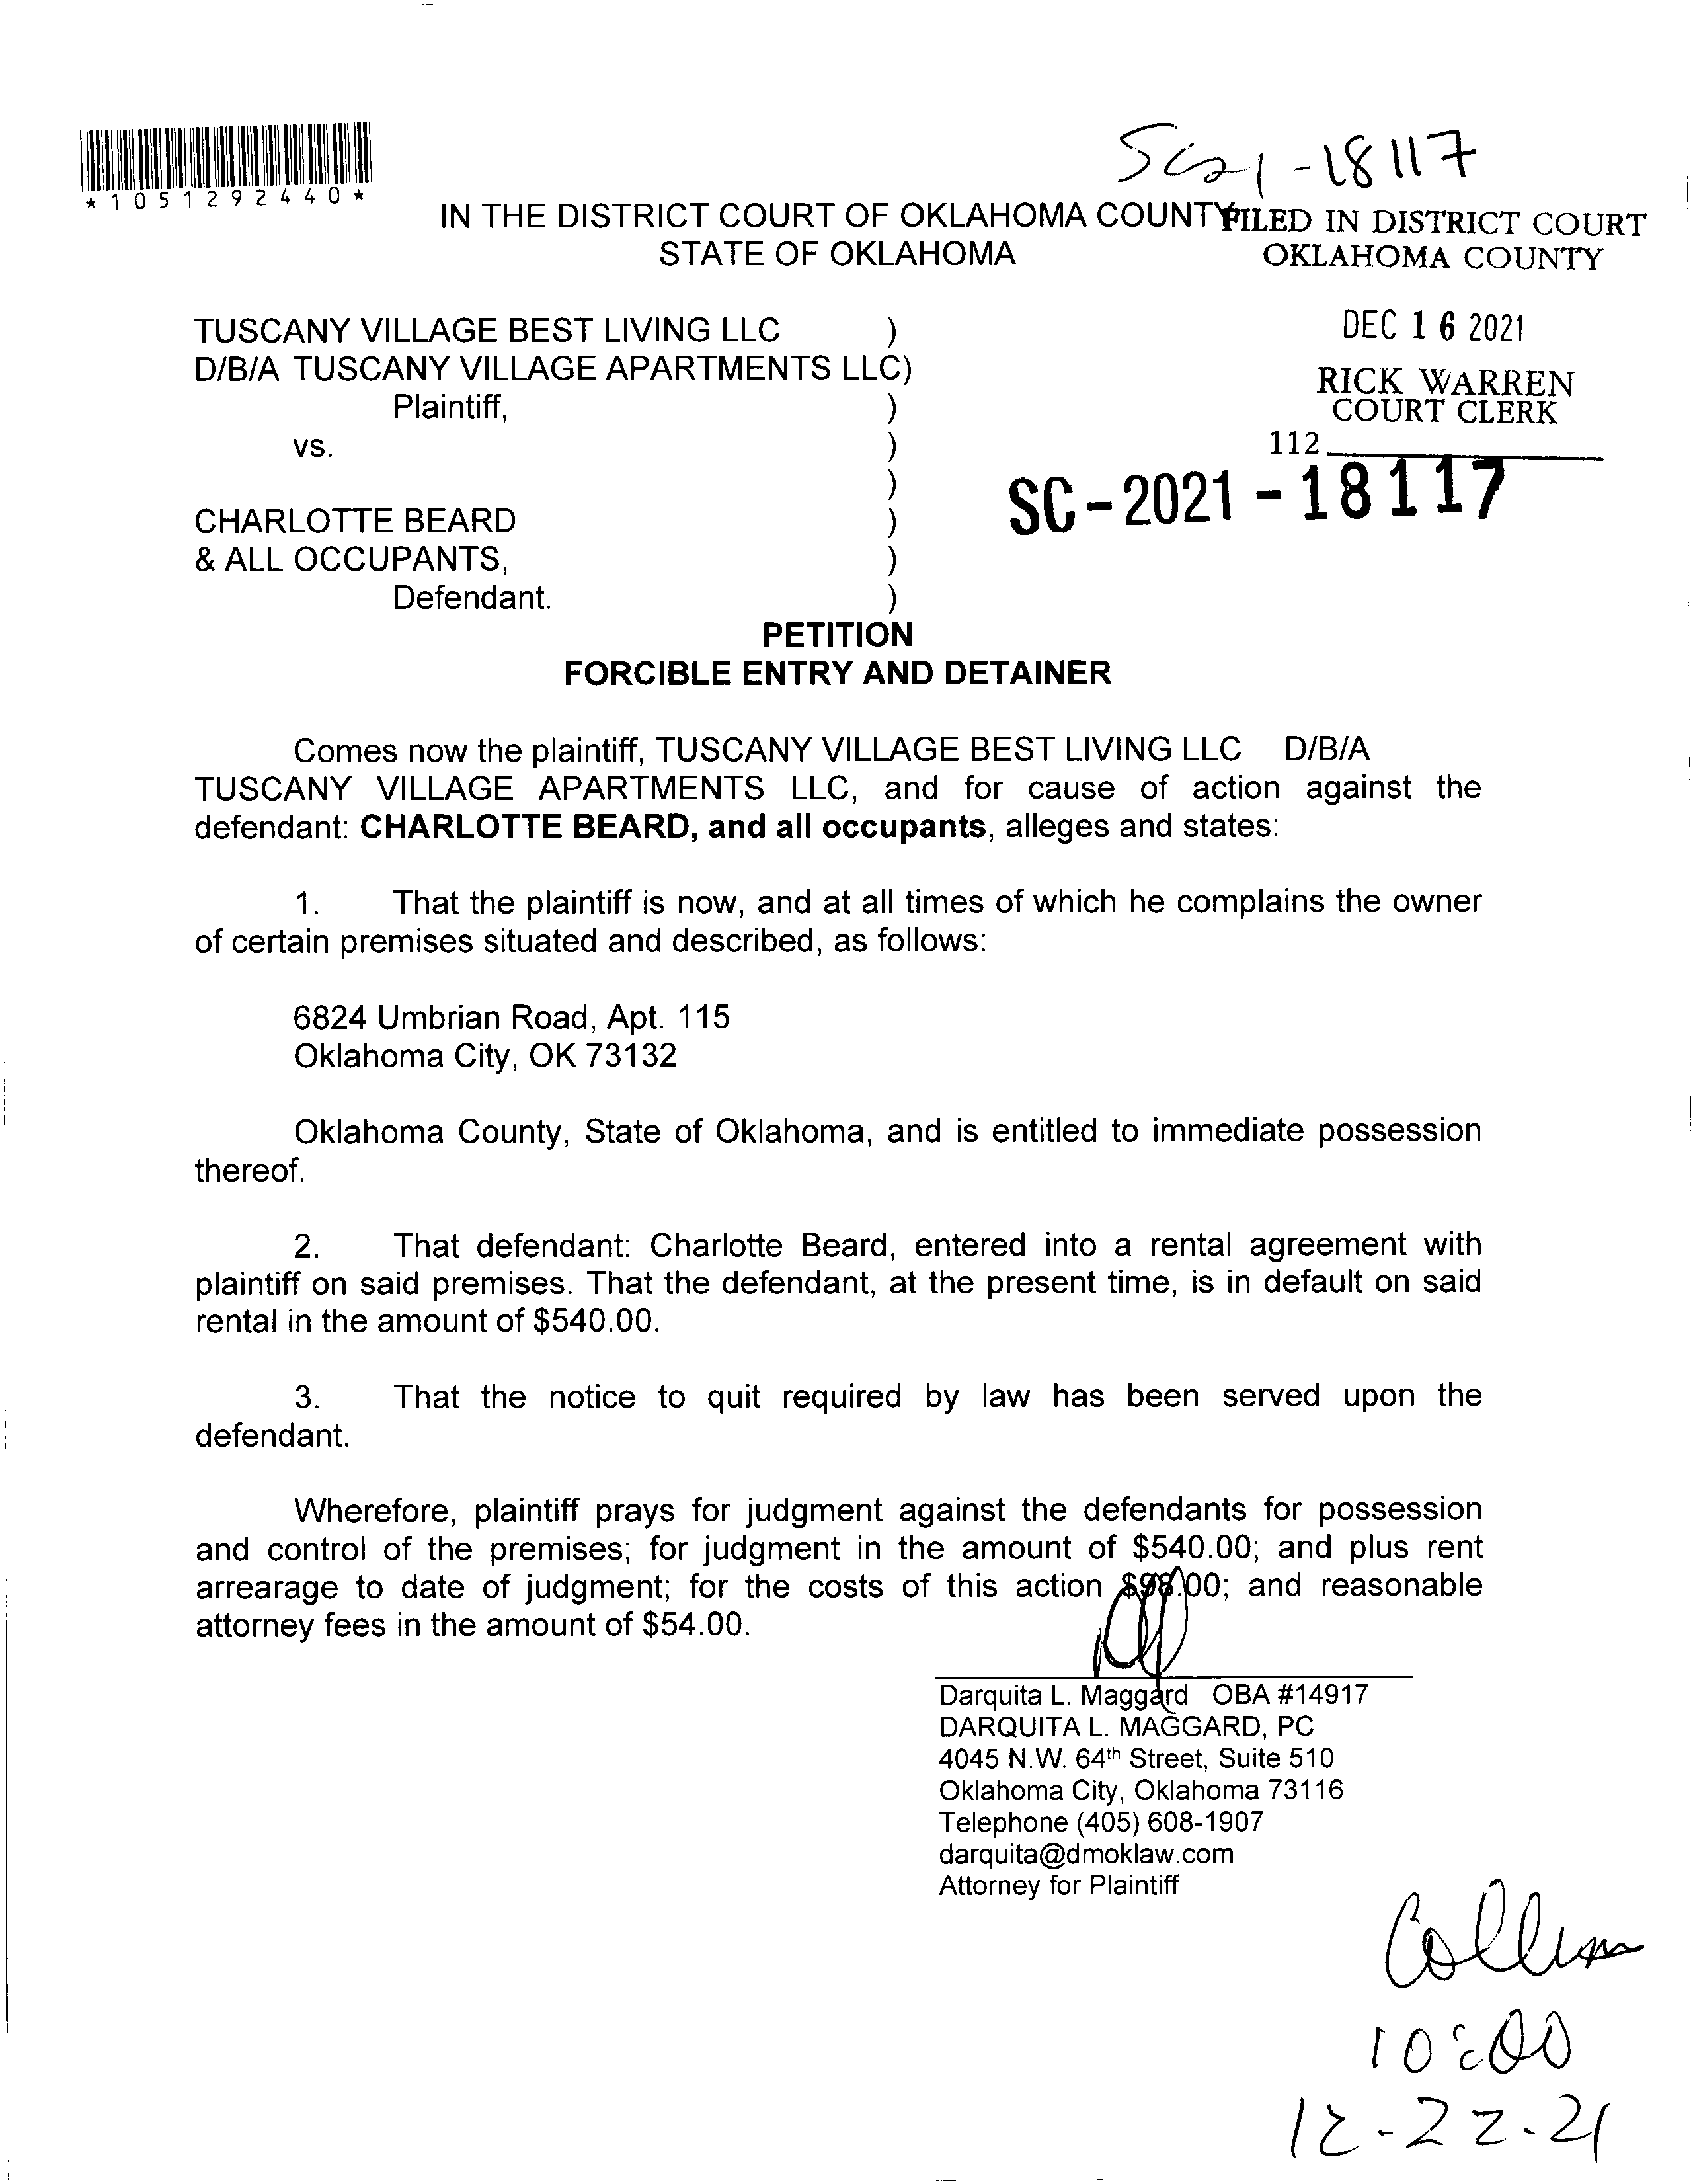 SC21-18117
*1051292440*
IN THE DISTRICT COURT OF OKLAHOMA COUNTY
STATE OF OKLAHOMA
FILED IN DISTRICT COURT
OKLAHOMA COUNTY
DEC 16 2021
RICK WARREN
COURT CLERK
112
SC-2021-18117
TUSCANY VILLAGE BEST LIVING LLC )
D/B/A TUSCANY VILLAGE APARTMENTS LLC)
Plaintiff, )
vs. )
)
CHARLOTTE BEARD )
& ALL OCCUPANTS, )
Defendant. )
PETITION
FORCIBLE ENTRY AND DETAINER
Comes now the plaintiff, TUSCANY VILLAGE BEST LIVING LLC D/B/A
TUSCANY VILLAGE APARTMENTS LLC, and for cause of action against the
defendant: CHARLOTTE BEARD, and all occupants, alleges and states:
1. That the plaintiff is now, and at all times of which he complains the owner
of certain premises situated and described, as follows:
6824 Umbrian Road, Apt. 115
Oklahoma City, OK 73132
Oklahoma County, State of Oklahoma, and is entitled to immediate possession
thereof.
2. That defendant: Charlotte Beard, entered into a rental agreement with
plaintiff on said premises. That the defendant, at the present time, is in default on said
rental in the amount of $540.00.
3. That the notice to quit required by law has been served upon the
defendant.
Wherefore, plaintiff prays for judgment against the defendants for possession
and control of the premises; for judgment in the amount of $540.00; and plus rent
arrearage to date of judgment; for the costs of this action $98.00; and reasonable
attorney fees in the amount of $54.00.
Darquita L. Maggard OBA #14917
DARQUITA L. MAGGARD, PC
4045 N.W. 64th Street, Suite 510
Oklahoma City, Oklahoma 73116
Telephone (405) 608-1907
darquita@dmoklaw.com
Attorney for Plaintiff
10:00
12-22-21